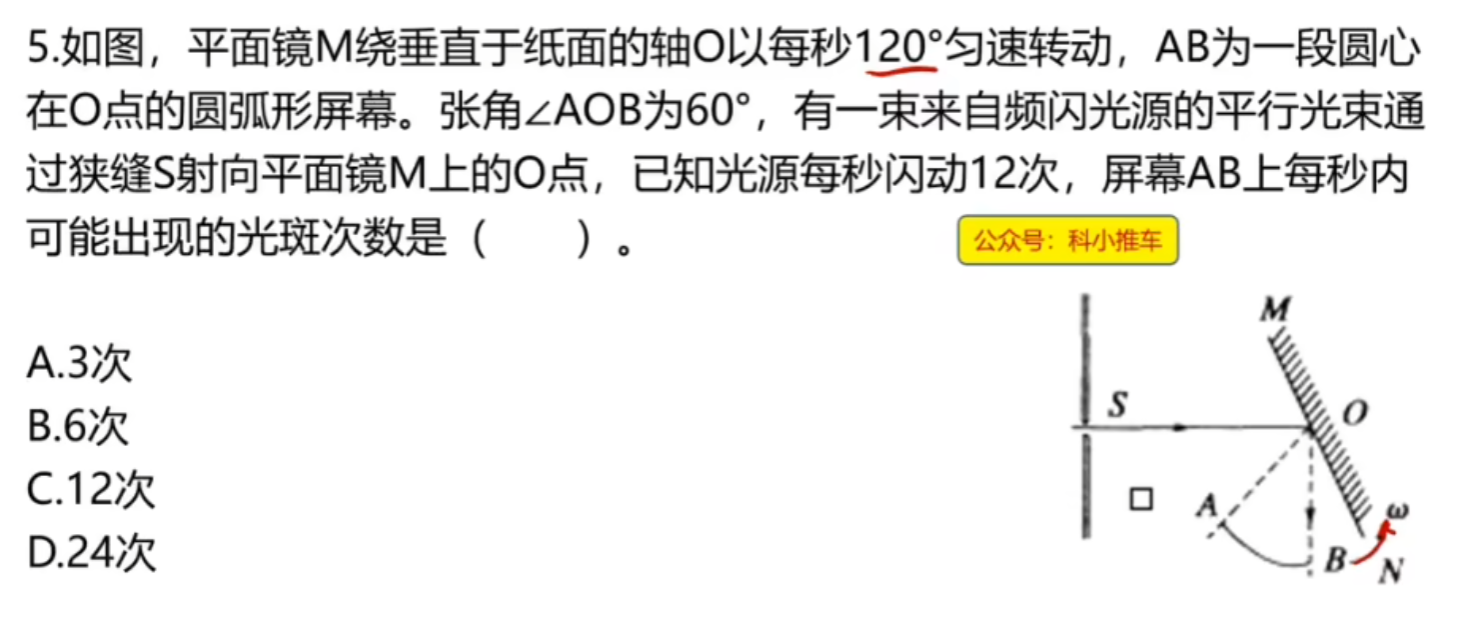 5.如图，平面镜M绕垂直于纸面的轴O以每秒120°匀速转动，AB为一段圆心
在O点的圆弧形屏幕。张角∠AOB为60°，有一束来自频闪光源的平行光束通
过狭缝S射向平面镜M上的O点，已知光源每秒闪动12次，屏幕AB上每秒内
可能出现的光斑次数是（　　）。
公众号：科小推车
A.3次
B.6次
C.12次
D.24次
M
S
O
A
ω
B
N